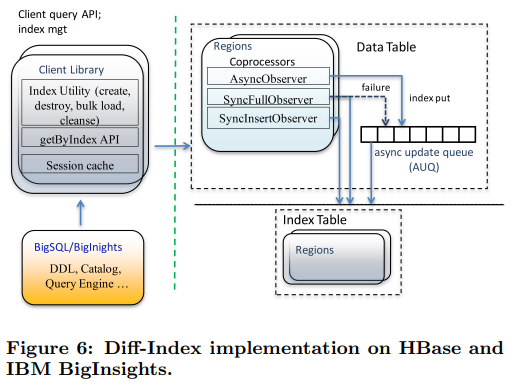 Client query API;
index mgt
Client Library
Index Utility (create,
destroy, bulk load,
cleanse)
getByIndex API
Session cache
BigSQL/BigInights
DDL, Catalog,
Query Engine ...
Regions
Coprocessors
AsyncObserver
SyncFullObserver
SyncInsertObserver
Data Table
failure
index put
async update queue
(AUQ)
Index Table
Regions
Figure 6: Diff-Index implementation on HBase and
IBM BigInsights.